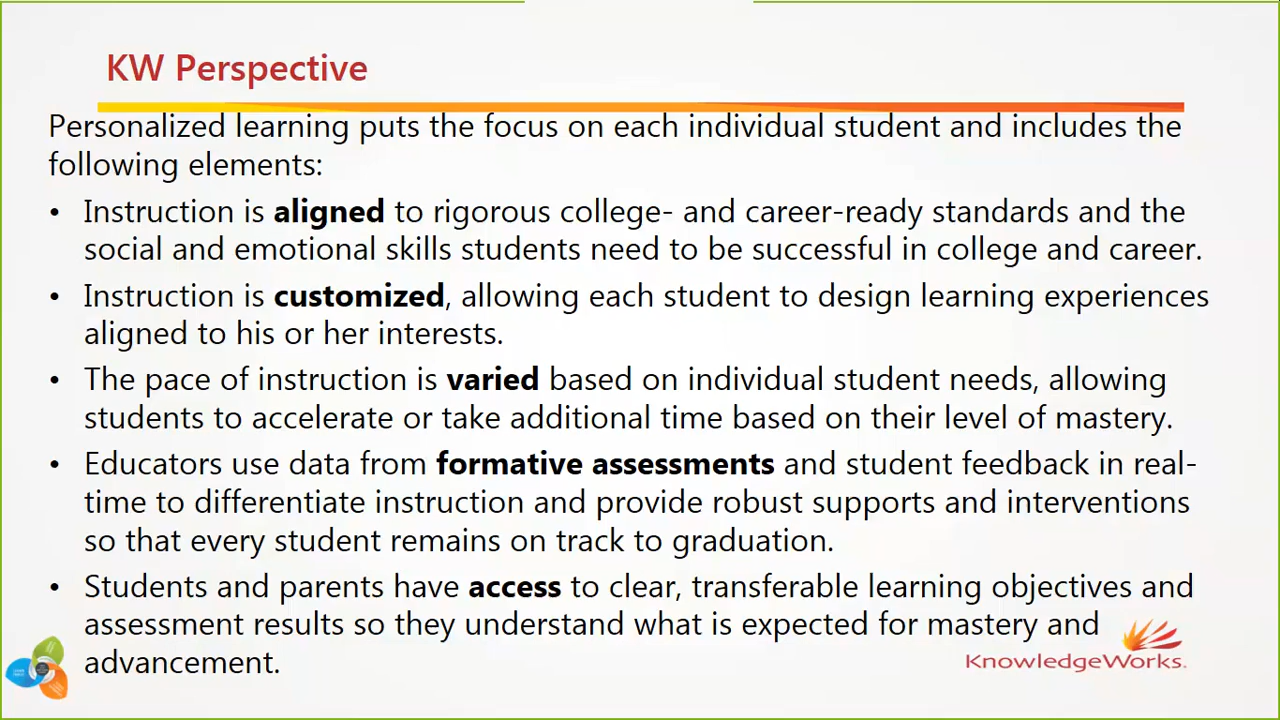 KW Perspective
Personalized learning puts the focus on each individual student and includes the
following elements:
• Instruction is aligned to rigorous college- and career-ready standards and the
social and emotional skills students need to be successful in college and career.
• Instruction is customized, allowing each student to design learning experiences
aligned to his or her interests.
• The pace of instruction is varied based on individual student needs, allowing
students to accelerate or take additional time based on their level of mastery.
• Educators use data from formative assessments and student feedback in real-
time to differentiate instruction and provide robust supports and interventions
so that every student remains on track to graduation.
• Students and parents have access to clear, transferable learning objectives and
assessment results so they understand what is expected for mastery and
advancement.
KnowledgeWorks.